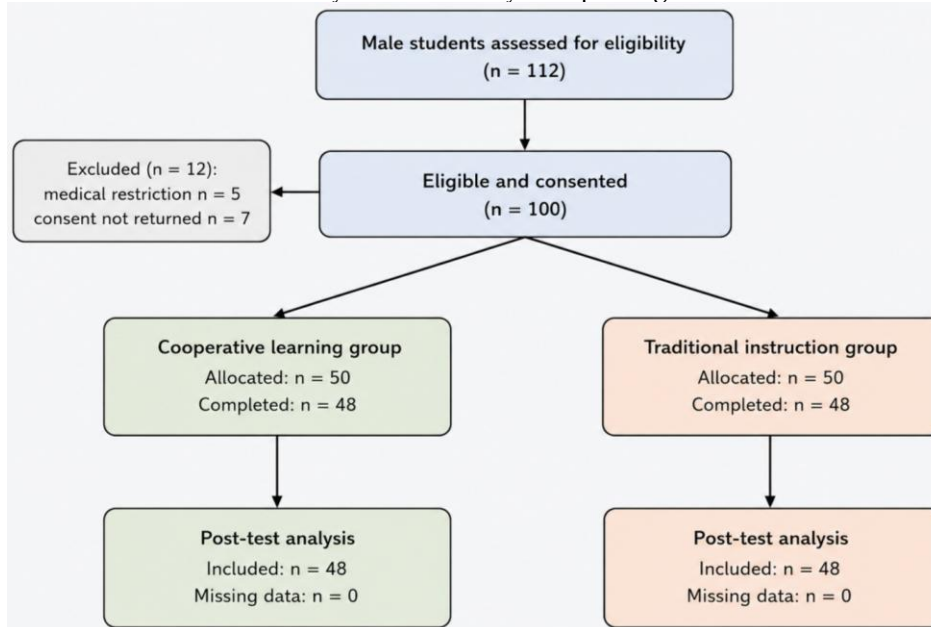 Male students assessed for eligibility
(n = 112)
Excluded (n = 12):
medical restriction n = 5
consent not returned n = 7
Eligible and consented
(n = 100)
Cooperative learning group
Allocated: n = 50
Completed: n = 48
Traditional instruction group
Allocated: n = 50
Completed: n = 48
Post-test analysis
Included: n = 48
Missing data: n = 0
Post-test analysis
Included: n = 48
Missing data: n = 0